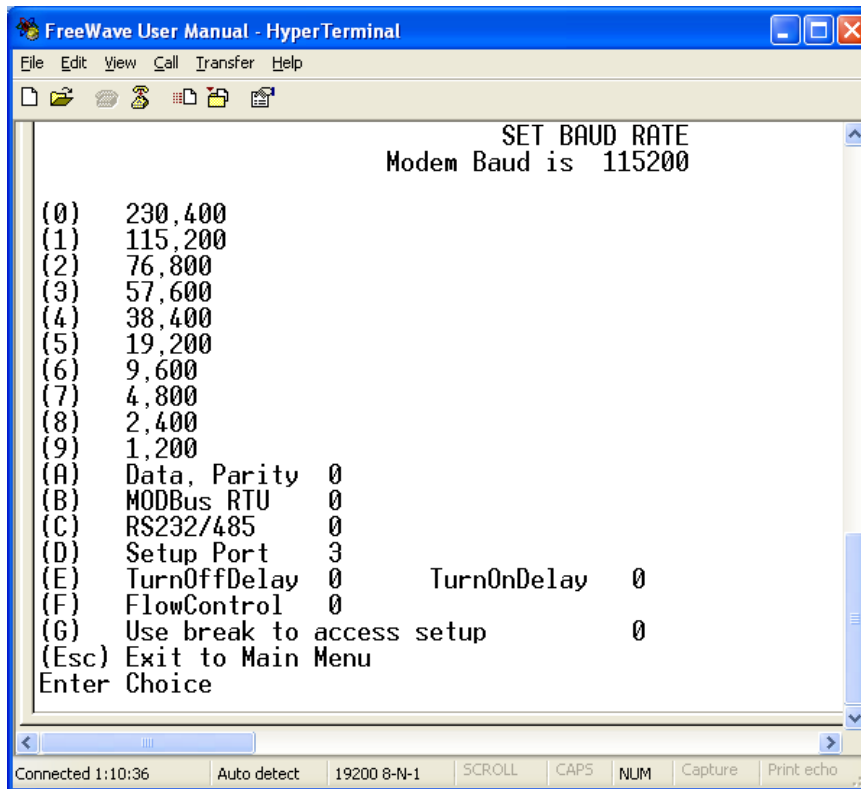 FreeWave User Manual - HyperTerminal
File Edit View Call Transfer Help
SET BAUD RATE
Modem Baud is 115200
(0) 230,400
(1) 115,200
(2) 76,800
(3) 57,600
(4) 38,400
(5) 19,200
(6) 9,600
(7) 4,800
(8) 2,400
(9) 1,200
(A) Data, Parity 0
(B) MODBus RTU 0
(C) RS232/485 0
(D) Setup Port 3
(E) TurnOffDelay 0 TurnOnDelay 0
(F) FlowControl 0
(G) Use break to access setup 0
(Esc) Exit to Main Menu
Enter Choice
Connected 1:10:36 Auto detect 19200 8-N-1 SCROLL CAPS NUM Capture Print echo